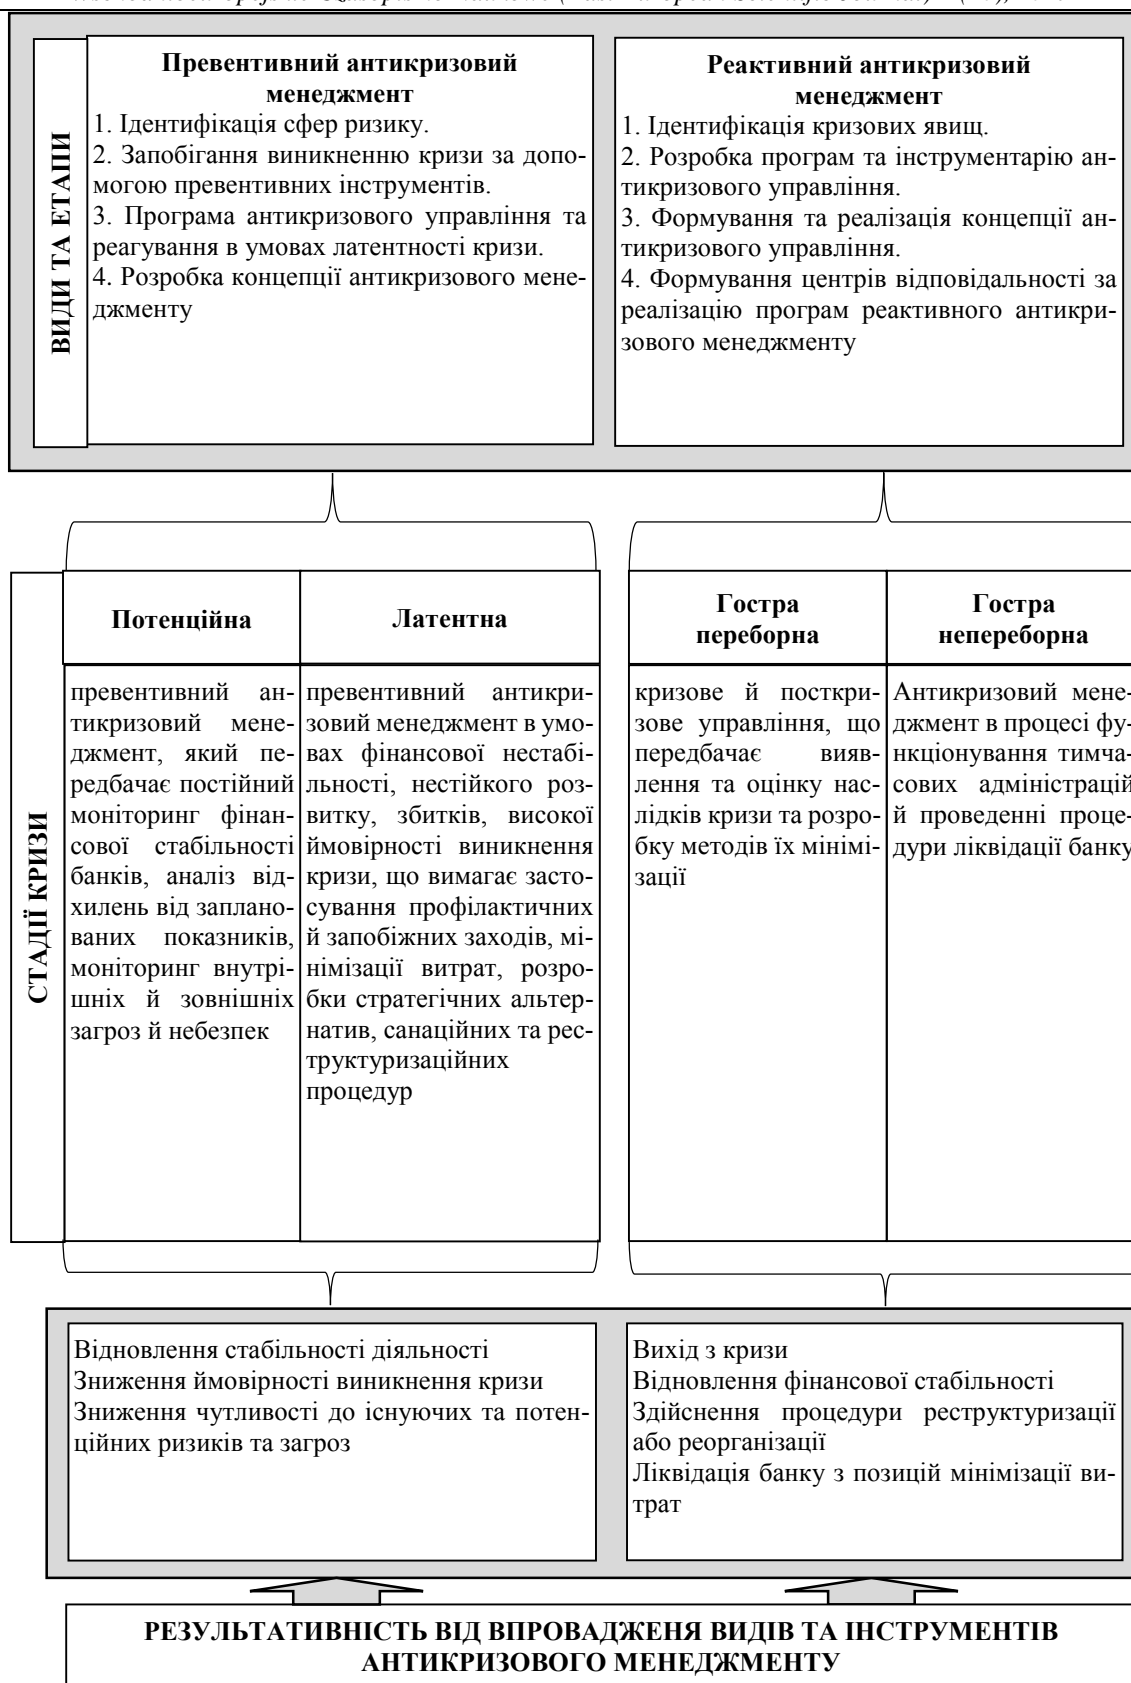 ВИДИ ТА ЕТАПИ
Превентивний антикризовий
менеджмент
1. Ідентифікація сфер ризику.
2. Запобігання виникненню кризи за допо-
могою превентивних інструментів.
3. Програма антикризового управління та
реагування в умовах латентності кризи.
4. Розробка концепції антикризового мене-
джменту
Реактивний антикризовий
менеджмент
1. Ідентифікація кризових явищ.
2. Розробка програм та інструментарію ан-
тикризового управління.
3. Формування та реалізація концепції ан-
тикризового управління.
4. Формування центрів відповідальності за
реалізацію програм реактивного антикри-
зового менеджменту
СТАДІЇ КРИЗИ
Потенційна
превентивний ан-
тикризовий мене-
джмент, який пе-
редбачає постійний
моніторинг фінан-
сової стабільності
банків, аналіз від-
хилень від заплано-
ваних показників,
моніторинг внутрі-
шніх й зовнішніх
загроз й небезпек
Латентна
превентивний антикри-
зовий менеджмент в умо-
вах фінансової нестабі-
льності, нестійкого роз-
витку, збитків, високої
ймовірності виникнення
кризи, що вимагає засто-
сування профілактичних
й запобіжних заходів, мі-
німізації витрат, розро-
бки стратегічних альтер-
натив, санаційних та рес-
труктуризаційних
процедур
Гостра
переборна
кризове й посткри-
зове управління, що
передбачає вияв-
лення та оцінку нас-
лідків кризи та розро-
бку методів їх мінімі-
зації
Гостра
непереборна
Антикризовий мене-
джмент в процесі фу-
нкціонування тимча-
сових адміністрацій
й проведенні проце-
дури ліквідації банку
Відновлення стабільності діяльності
Зниження ймовірності виникнення кризи
Зниження чутливості до існуючих та потен-
ційних ризиків та загроз
Вихід з кризи
Відновлення фінансової стабільності
Здійснення процедури реструктуризації
або реорганізації
Ліквідація банку з позицій мінімізації ви-
трат
РЕЗУЛЬТАТИВНІСТЬ ВІД ВПРОВАДЖЕНЯ ВИДІВ ТА ІНСТРУМЕНТІВ
АНТИКРИЗОВОГО МЕНЕДЖМЕНТУ